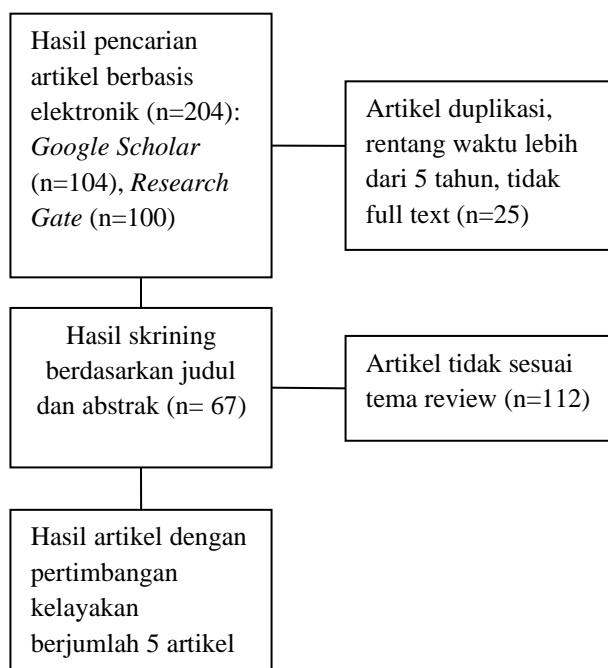 Hasil pencarian
artikel berbasis
elektronik (n=204):
Google Scholar
(n=104), Research
Gate (n=100)
Artikel duplikasi,
rentang waktu lebih
dari 5 tahun, tidak
full text (n=25)
Hasil skrining
berdasarkan judul
dan abstrak (n= 67)
Artikel tidak sesuai
tema review (n=112)
Hasil artikel dengan
pertimbangan
kelayakan
berjumlah 5 artikel